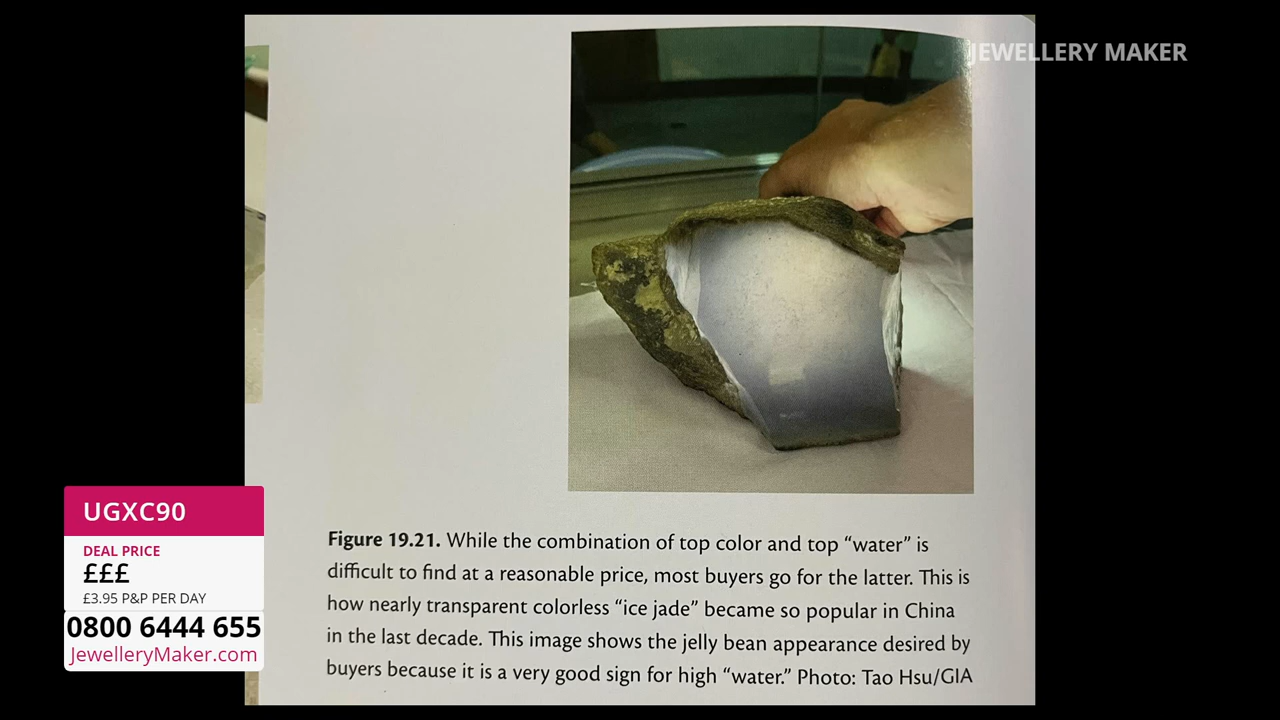 JEWELLERY MAKER
UGXC90
DEAL PRICE
£££
£3.95 P&P PER DAY
0800 6444 655
JewelleryMaker.com
Figure 19.21. While the combination of top color and top “water” is
difficult to find at a reasonable price, most buyers go for the latter. This is
how nearly transparent colorless “ice jade” became so popular in China
in the last decade. This image shows the jelly bean appearance desired by
buyers because it is a very good sign for high “water.” Photo: Tao Hsu/GIA